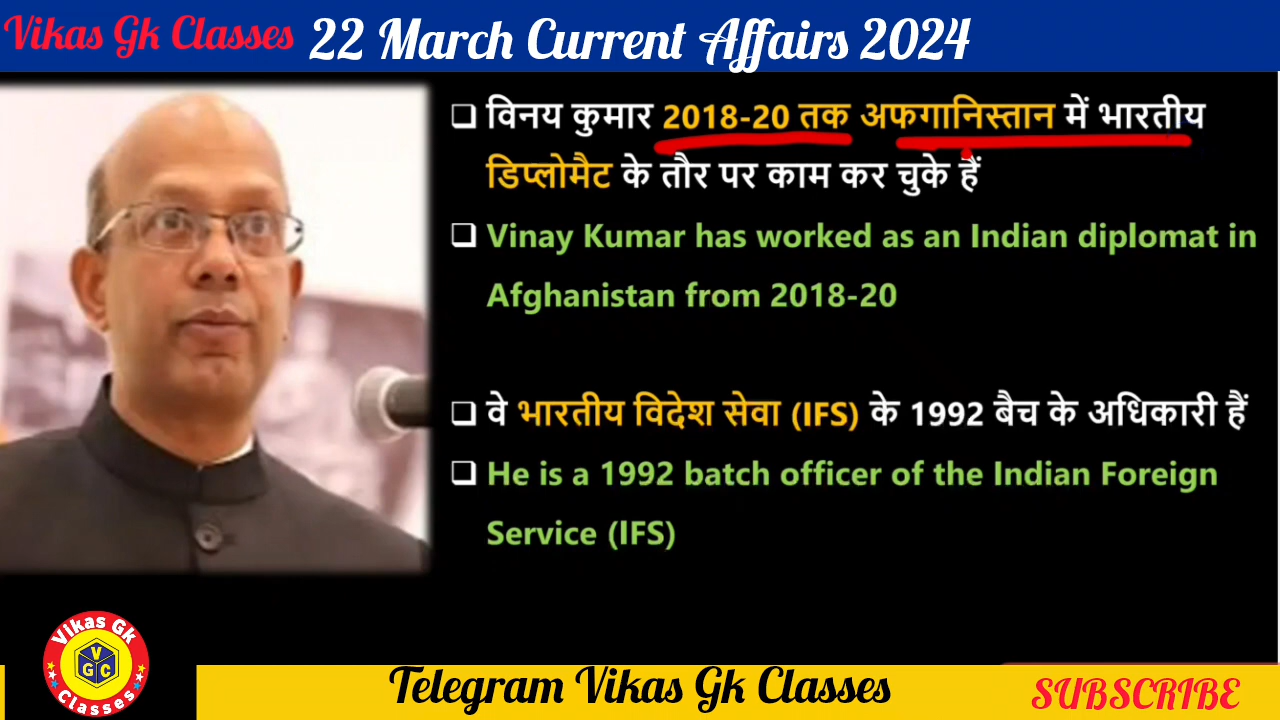 Vikas Gk Classes 22 March Current Affairs 2024
विनय कुमार 2018-20 तक अफगानिस्तान में भारतीय
डिप्लोमैट के तौर पर काम कर चुके हैं
Vinay Kumar has worked as an Indian diplomat in
Afghanistan from 2018-20
वे भारतीय विदेश सेवा (IFS) के 1992 बैच के अधिकारी हैं
He is a 1992 batch officer of the Indian Foreign
Service (IFS)
Vikas Gk
V
G C
Classes
Telegram Vikas Gk Classes
SUBSCRIBE